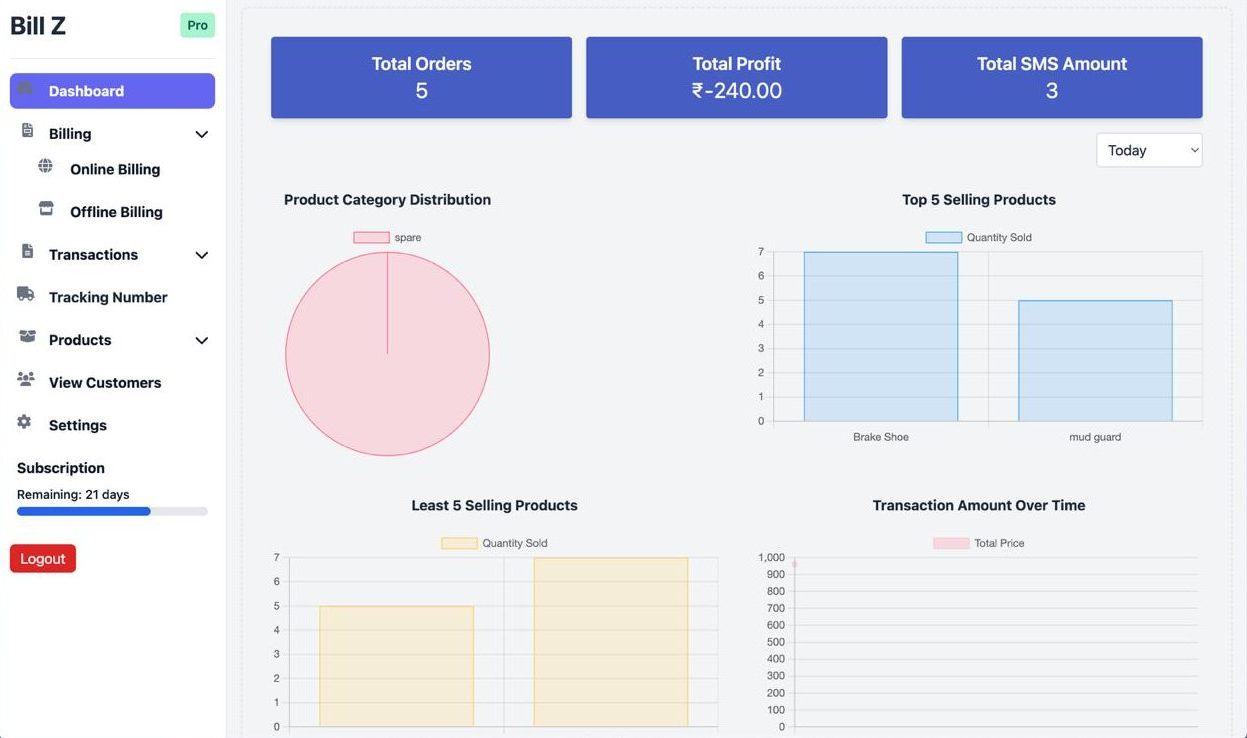 Bill Z
Pro
Dashboard
Billing
Online Billing
Offline Billing
Transactions
Tracking Number
Products
View Customers
Settings
Subscription
Remaining: 21 days
Logout
Total Orders
5
Total Profit
₹-240.00
Total SMS Amount
3
Today
Product Category Distribution
spare
Top 5 Selling Products
Quantity Sold
7
6
5
4
3
2
1
0
Brake Shoe
mud guard
Least 5 Selling Products
Quantity Sold
7
6
5
4
3
2
1
0
Transaction Amount Over Time
Total Price
1,000
900
800
700
600
500
400
300
200
100
0